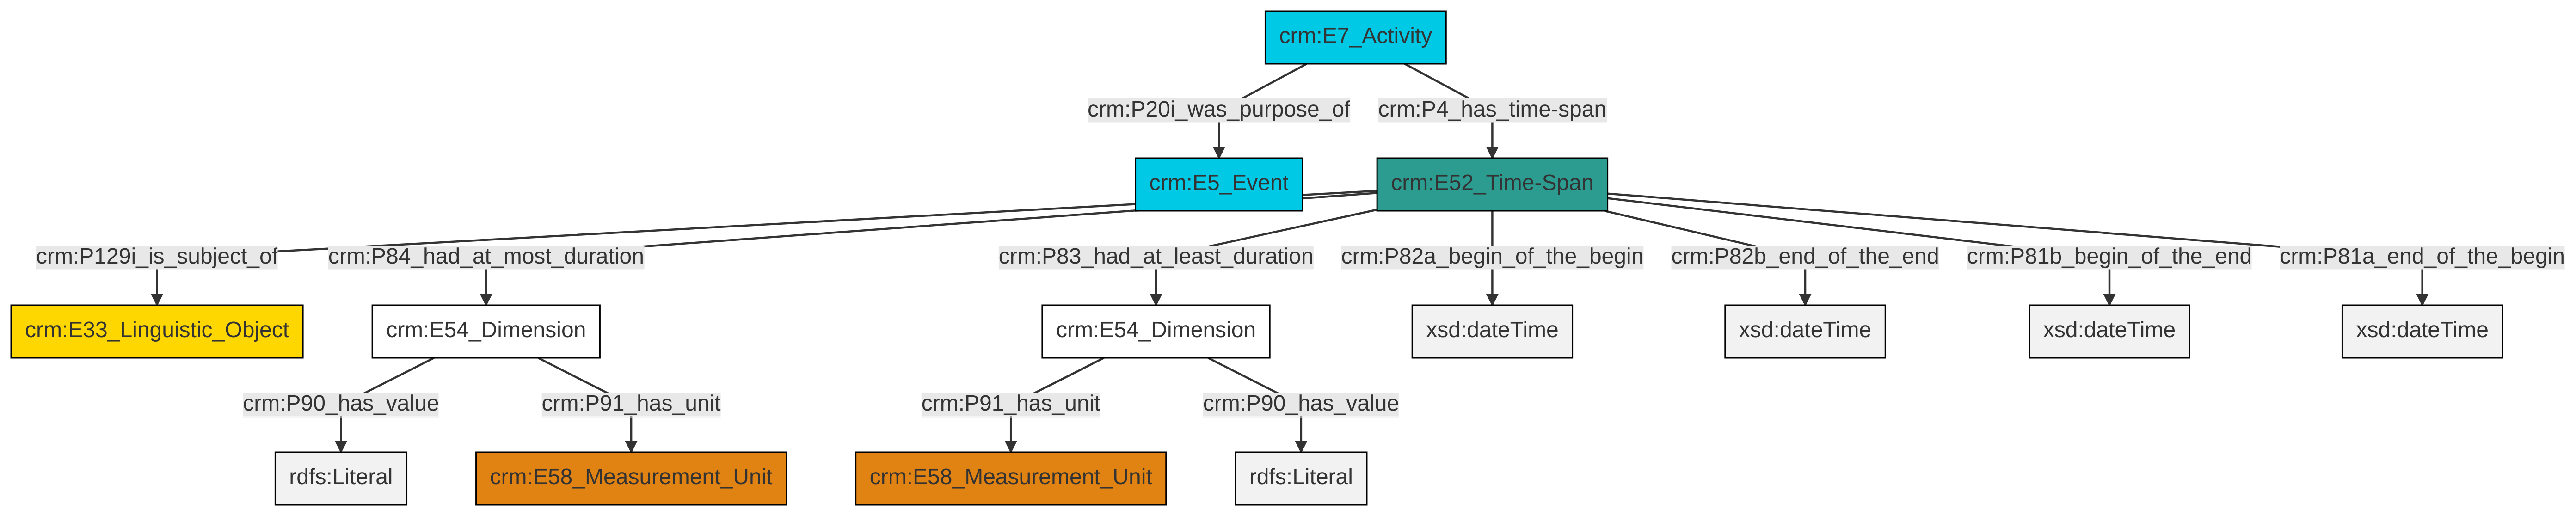 crm:E7_Activity
crm:P20i_was_purpose_of
crm:P4_has_time-span
crm:E5_Event
crm:E52_Time-Span
crm:P129i_is_subject_of
crm:P84_had_at_most_duration
crm:P83_had_at_least_duration
crm:P82a_begin_of_the_begin
crm:P82b_end_of_the_end
crm:P81b_begin_of_the_end
crm:P81a_end_of_the_begin
crm:E33_Linguistic_Object
crm:E54_Dimension
crm:E54_Dimension
xsd:dateTime
xsd:dateTime
xsd:dateTime
xsd:dateTime
crm:P90_has_value
crm:P91_has_unit
crm:P91_has_unit
crm:P90_has_value
rdfs:Literal
crm:E58_Measurement_Unit
crm:E58_Measurement_Unit
rdfs:Literal